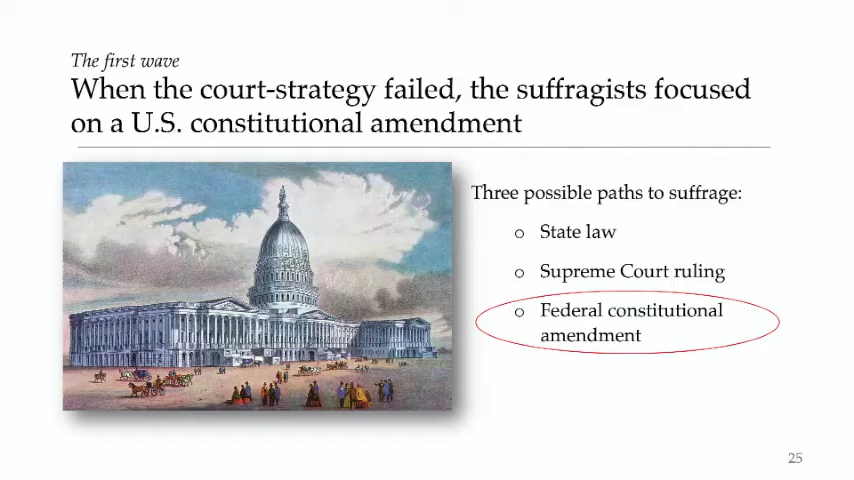 The first wave
When the court-strategy failed, the suffragists focused
on a U.S. constitutional amendment
Three possible paths to suffrage:
o State law
o Supreme Court ruling
o Federal constitutional
amendment
25